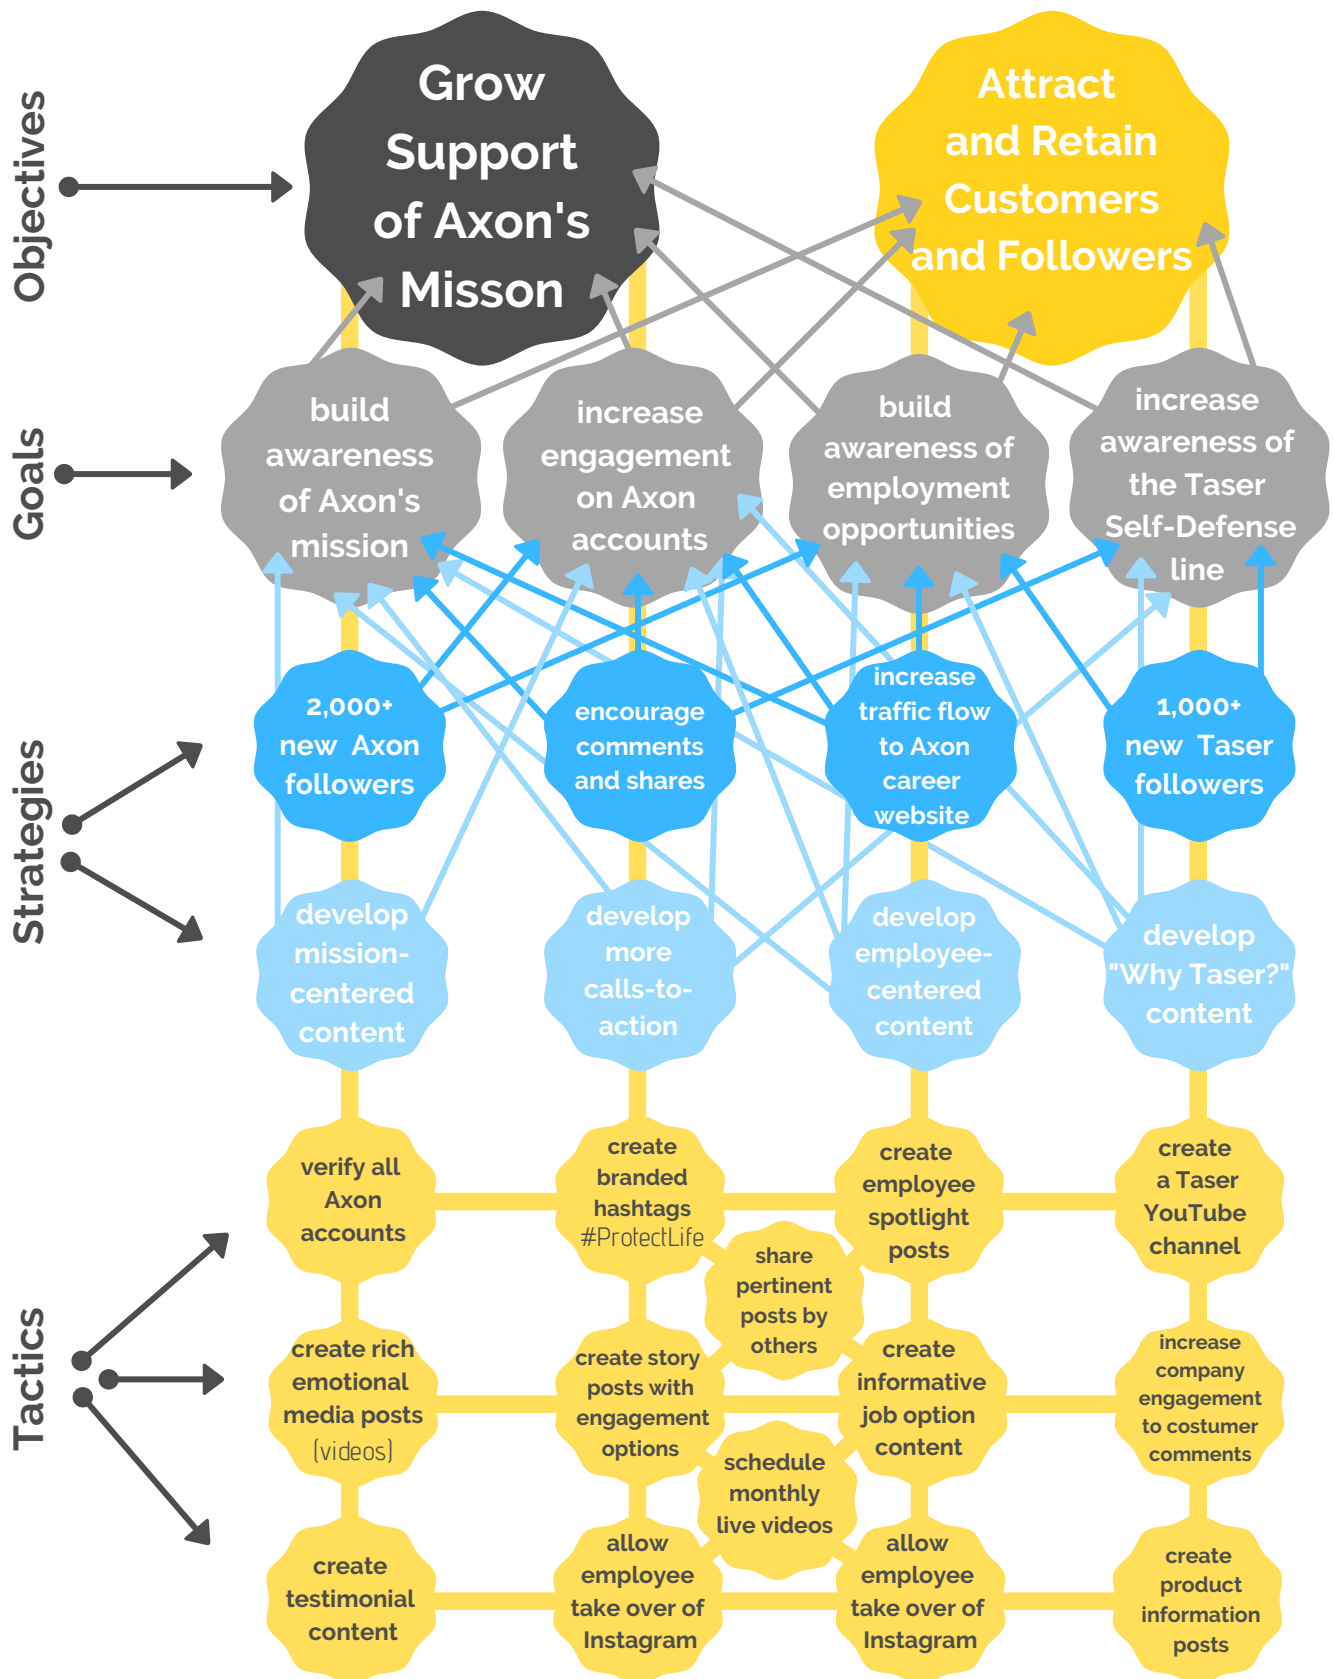 Objectives
Grow
Support
of Axon's
Misson
Attract
and Retain
Customers
and Followers
Goals
build
awareness
of Axon's
mission
increase
engagement
on Axon
accounts
build
awareness of
employment
opportunities
increase
awareness of
the Taser
Self-Defense
line
Strategies
2,000+
new Axon
followers
encourage
comments
and shares
increase
traffic flow
to Axon
career
website
1,000+
new Taser
followers
develop
mission-
centered
content
develop
more
calls-to-
action
develop
employee-
centered
content
develop
"Why Taser?"
content
Tactics
verify all
Axon
accounts
create
branded
hashtags
#ProtectLife
create
employee
spotlight
posts
create
a Taser
YouTube
channel
share
pertinent
posts by
others
create rich
emotional
media posts
(videos)
create story
posts with
engagement
options
create
informative
job option
content
increase
company
engagement
to costumer
comments
schedule
monthly
live videos
create
testimonial
content
allow
employee
take over of
Instagram
allow
employee
take over of
Instagram
create
product
information
posts